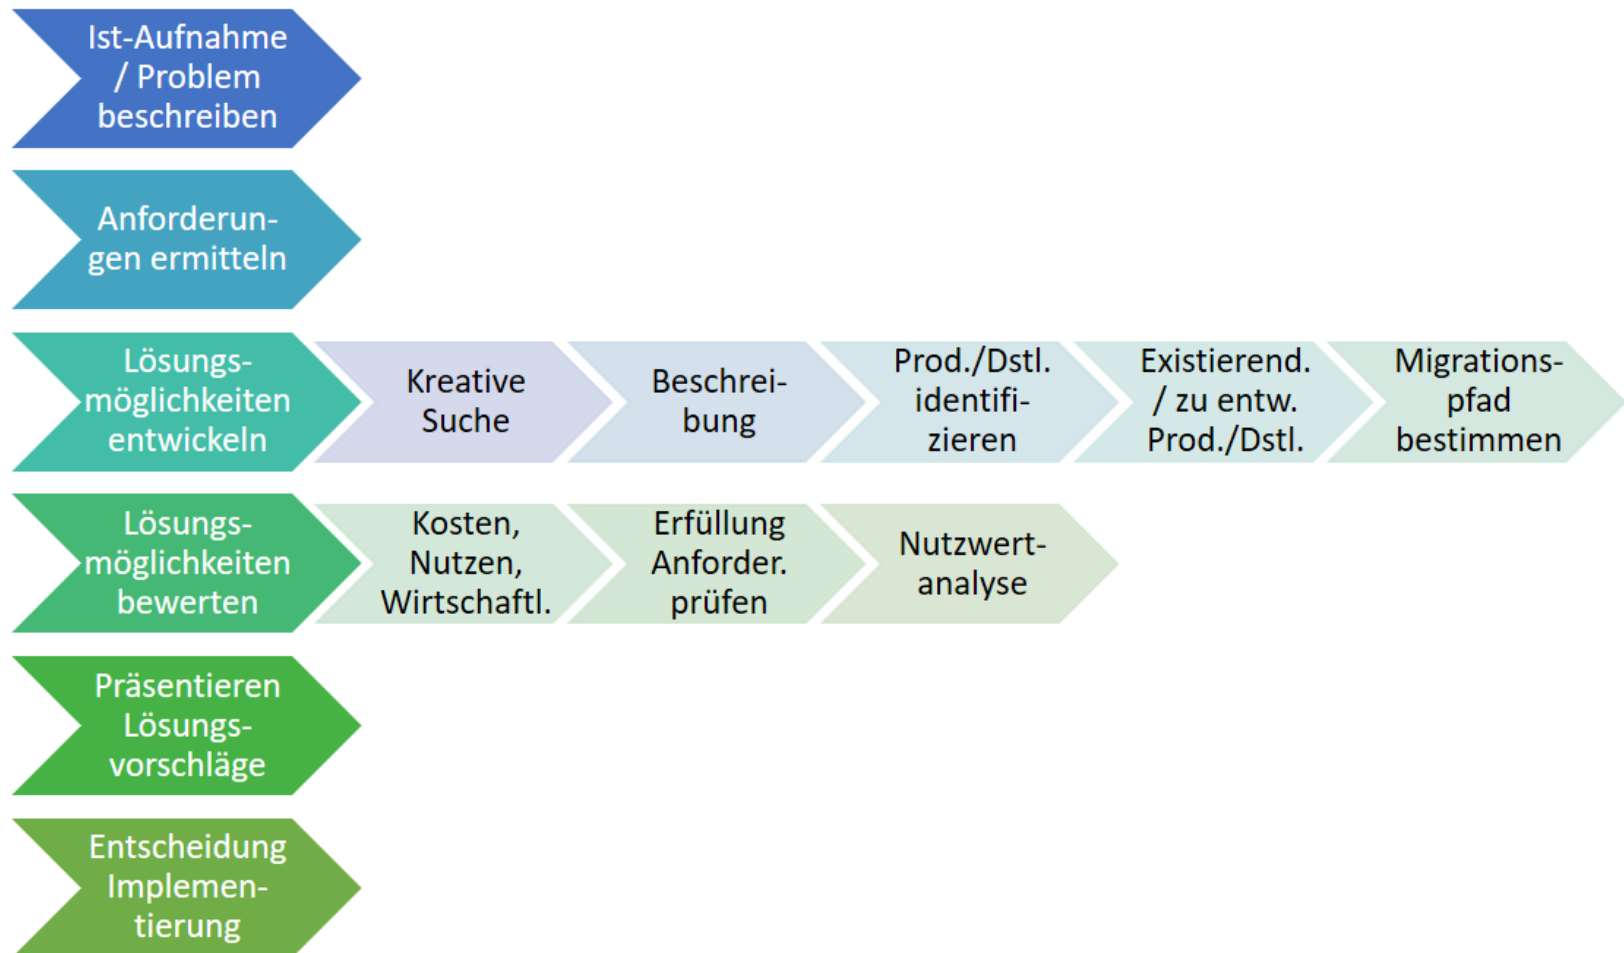 Ist-Aufnahme
/ Problem
beschreiben
Anforderun-
gen ermitteln
Lösungs-
möglichkeiten
entwickeln
Kreative
Suche
Beschrei-
bung
Prod./Dstl.
identifi-
zieren
Existierend.
/ zu entw.
Prod./Dstl.
Migrations-
pfad
bestimmen
Lösungs-
möglichkeiten
bewerten
Kosten,
Nutzen,
Wirtschaftl.
Erfüllung
Anforder.
prüfen
Nutzwert-
analyse
Präsentieren
Lösungs-
vorschläge
Entscheidung
Implemen-
tierung